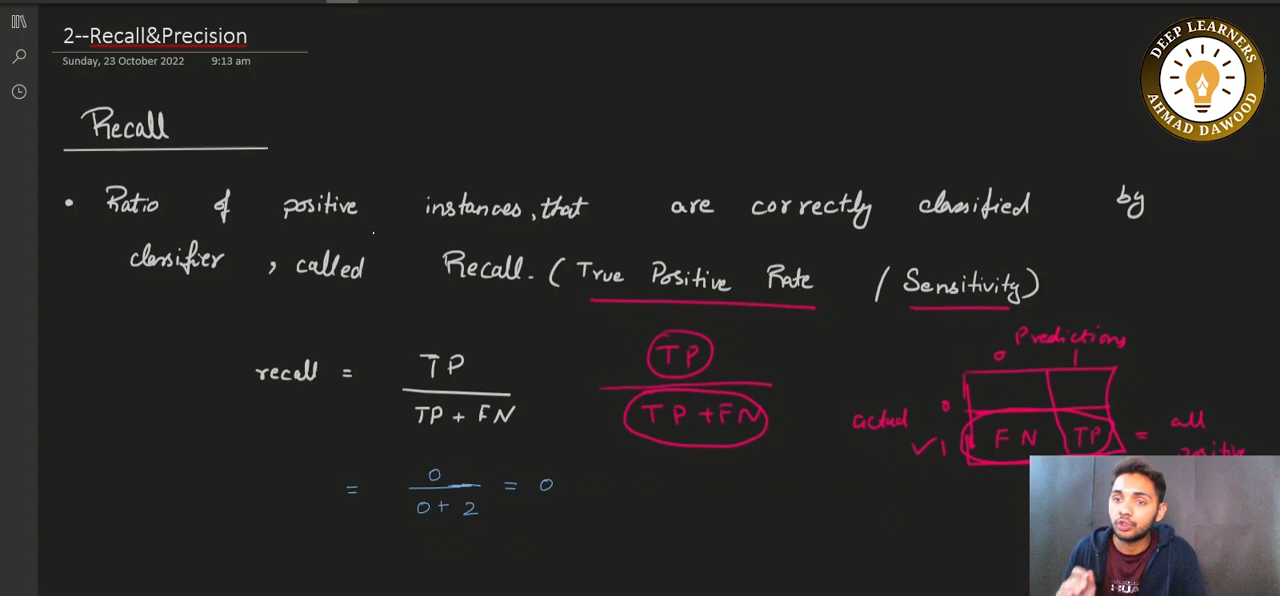 2--Recall&Precision
Sunday, 23 October 2022 9:13 am
DEEP LEARNERS
AHMAD DAWOOD
Recall
• Ratio of positive instances, that are correctly classified by
classifier, called Recall. (True Positive Rate / Sensitivity)
recall = TP / TP + FN
TP / TP + FN
Predictions
0 1
actual 0
✓ 1 FN TP = all
positive
= 0 / 0 + 2 = 0